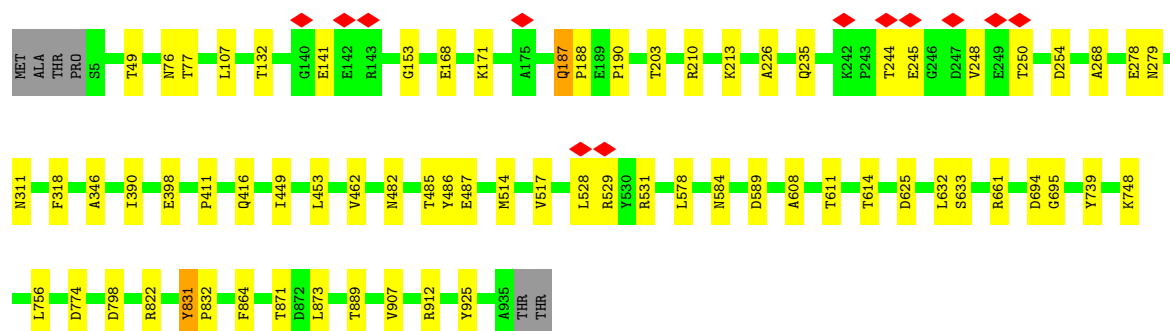 MET ALA THR PRO S5 T49 N76 T77 L107 T132 G140 E141 E142 R143 G153 E168 K171 A175 Q187 P188 E189 P190 T203 R210 K213 A226 Q235 K242 P243 T244 E245 G246 D247 V248 E249 T250 D254 A268 E278 N279
N311 F318 A346 I390 E398 P411 Q416 I449 L453 V462 N482 T485 Y486 E487 M514 V517 L528 R529 Y530 R531 L578 N584 D589 A608 T611 T614 D625 L632 S633 R661 D694 G695 Y739 K748
L756 D774 D798 R822 Y831 P832 F864 T871 D872 L873 T889 V907 R912 Y925 A935 THR THR